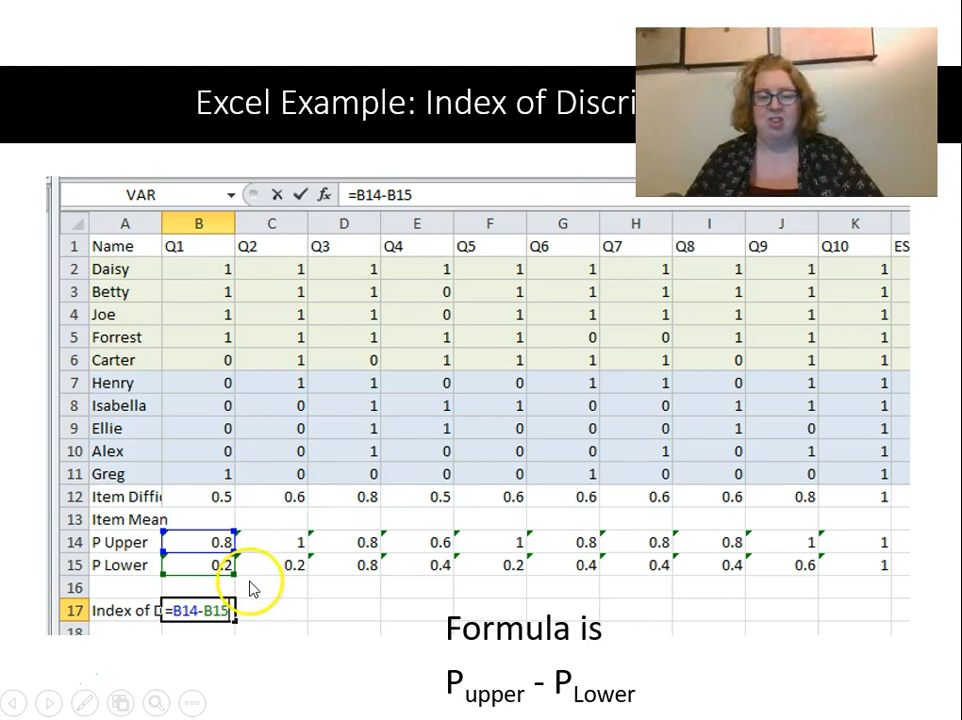 Excel Example: Index of Discri
VAR =B14-B15
A B C D E F G H I J K
1 Name Q1 Q2 Q3 Q4 Q5 Q6 Q7 Q8 Q9 Q10 ES
2 Daisy 1 1 1 1 1 1 1 1 1 1
3 Betty 1 1 1 0 1 1 1 1 1 1
4 Joe 1 1 1 0 1 1 1 1 1 1
5 Forrest 1 1 1 1 1 0 0 1 1 1
6 Carter 0 1 0 1 1 1 1 0 1 1
7 Henry 0 1 1 0 0 1 1 0 1 1
8 Isabella 0 0 1 1 1 0 0 1 1 1
9 Ellie 0 0 1 1 0 0 0 1 0 1
10 Alex 0 0 1 0 0 0 1 0 1 1
11 Greg 1 0 0 0 0 1 0 0 0 1
12 Item Diffi 0.5 0.6 0.8 0.5 0.6 0.6 0.6 0.6 0.8 1
13 Item Mean
14 P Upper 0.8 1 0.8 0.6 1 0.8 0.8 0.8 1 1
15 P Lower 0.2 0.2 0.8 0.4 0.2 0.4 0.4 0.4 0.6 1
16
17 Index of D =B14-B15
18
Formula is
Pupper - PLower